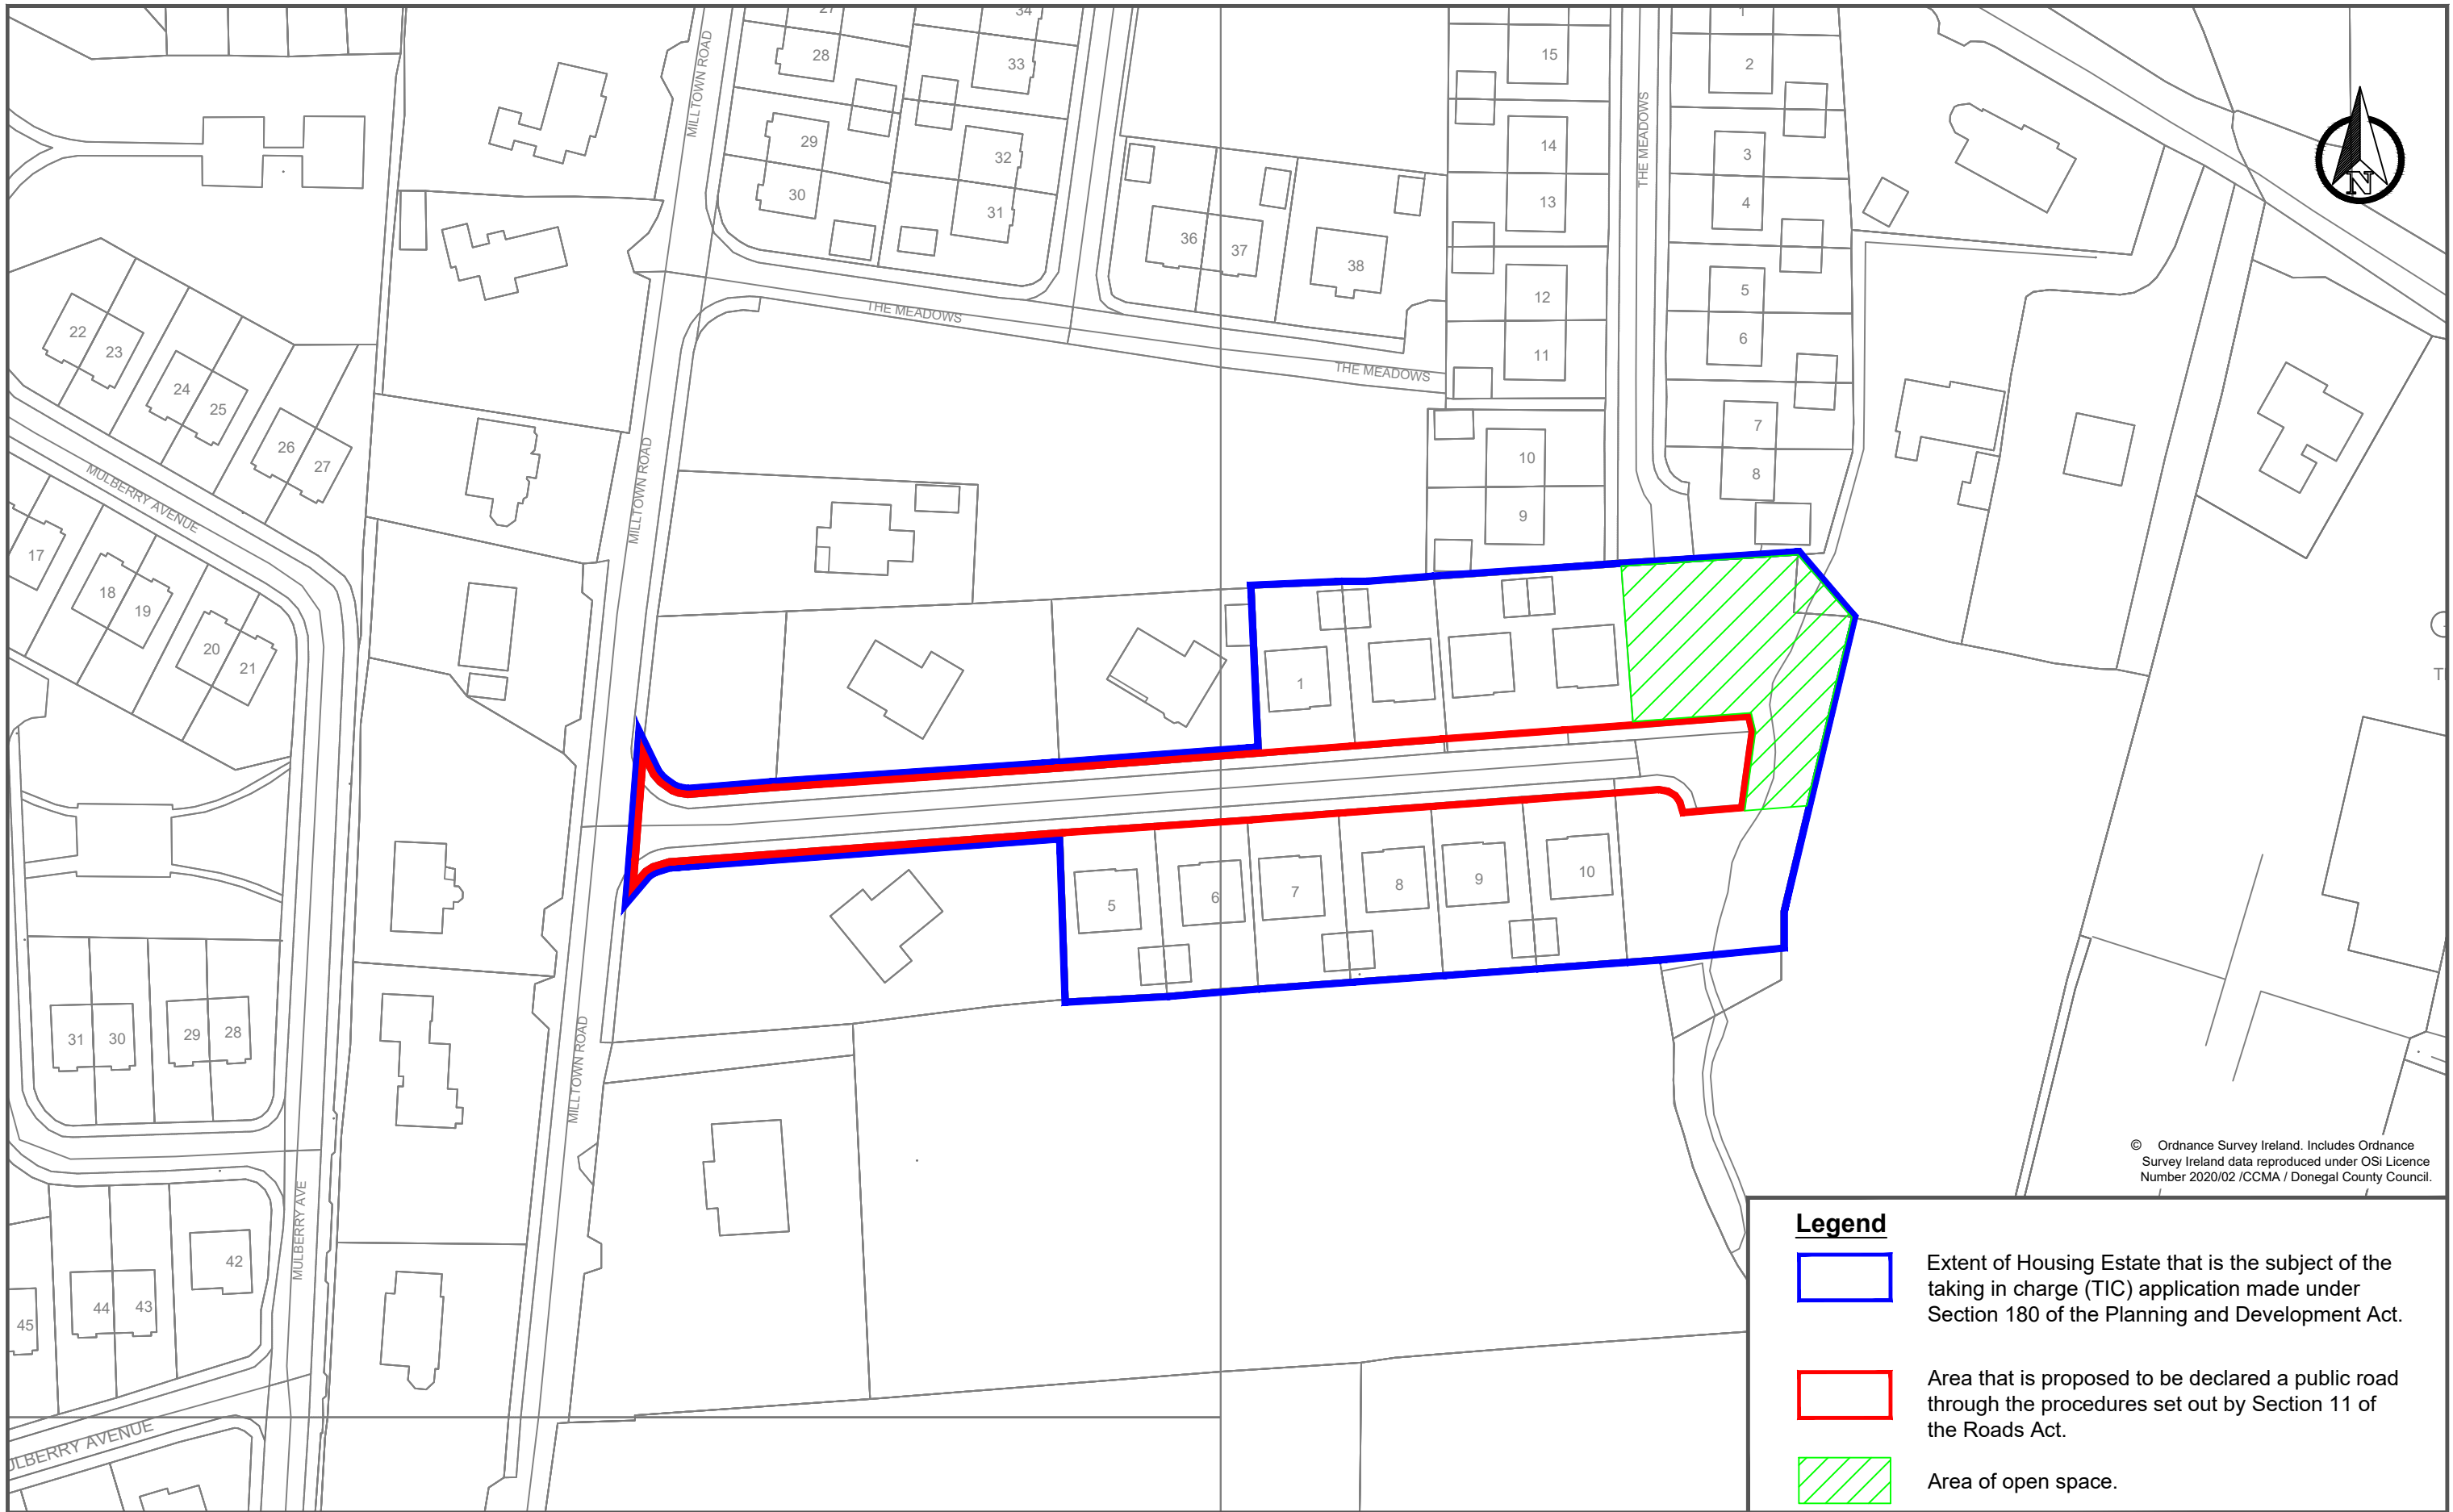 27
34
28
33
29
32
30
31
MILLTOWN ROAD
36
37
38
THE MEADOWS
THE MEADOWS
15
14
13
12
11
10
9
THE MEADOWS
1
2
3
4
5
6
7
8
N
22
23
24
25
26
27
MULBERRY AVENUE
17
18
19
20
21
MILLTOWN ROAD
1
5
6
7
8
9
10
31
30
29
28
MILLTOWN ROAD
MULBERRY AVE
42
44
43
45
ULBERRY AVENUE
© Ordnance Survey Ireland. Includes Ordnance
Survey Ireland data reproduced under OSi Licence
Number 2020/02 /CCMA / Donegal County Council.
Legend
Extent of Housing Estate that is the subject of the
taking in charge (TIC) application made under
Section 180 of the Planning and Development Act.
Area that is proposed to be declared a public road
through the procedures set out by Section 11 of
the Roads Act.
Area of open space.